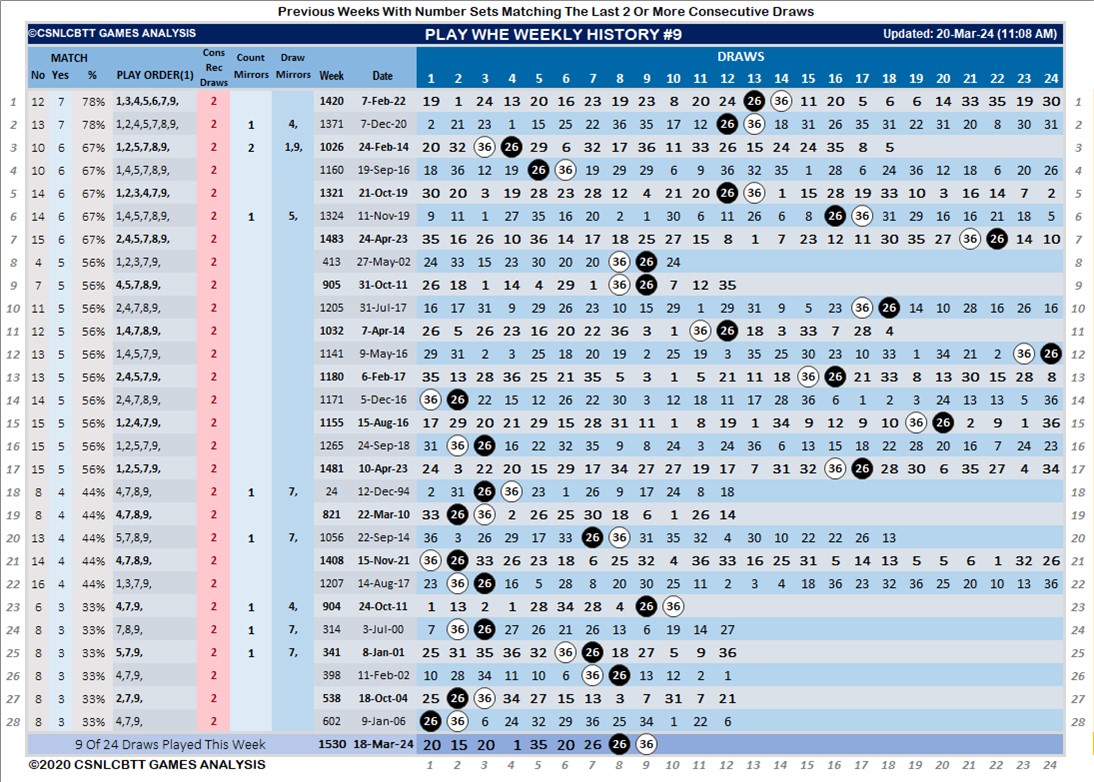 Previous Weeks With Number Sets Matching The Last 2 Or More Consecutive Draws
©CSNLCBTT GAMES ANALYSIS PLAY WHE WEEKLY HISTORY #9 Updated: 20-Mar-24 (11:08 AM)
MATCH Cons Rec Draws Count Mirrors Draw Mirrors DRAWS
No Yes % PLAY ORDER(1) Week Date 1 2 3 4 5 6 7 8 9 10 11 12 13 14 15 16 17 18 19 20 21 22 23 24
1 12 7 78% 1,3,4,5,6,7,9, 2 1420 7-Feb-22 19 1 24 13 20 16 23 19 23 8 20 24 26 36 11 20 5 6 6 14 33 35 19 30 1
2 13 7 78% 1,2,4,5,7,8,9, 2 1 4, 1371 7-Dec-20 2 21 23 1 15 25 22 36 35 17 12 26 36 18 31 26 35 31 22 31 20 8 30 31 2
3 10 6 67% 1,2,5,7,8,9, 2 2 1,9, 1026 24-Feb-14 20 32 36 26 29 6 32 17 36 11 33 26 15 24 24 35 8 5 3
4 10 6 67% 1,4,5,7,8,9, 2 1160 19-Sep-16 18 36 12 19 26 36 19 29 29 6 9 36 32 35 1 28 6 24 36 12 18 6 20 26 4
5 14 6 67% 1,2,3,4,7,9, 2 1321 21-Oct-19 30 20 3 19 28 23 28 12 4 21 20 26 36 1 15 28 19 33 10 3 16 14 7 2 5
6 14 6 67% 1,4,5,7,8,9, 2 1 5, 1324 11-Nov-19 9 11 1 27 35 16 20 2 1 30 6 11 26 6 8 26 36 31 29 16 16 21 18 5 6
7 15 6 67% 2,4,5,7,8,9, 2 1483 24-Apr-23 35 16 26 10 36 14 17 18 25 27 15 8 1 7 23 12 11 30 35 27 36 26 14 10 7
8 4 5 56% 1,2,3,7,9, 2 413 27-May-02 24 33 15 23 30 20 20 36 26 24 8
9 7 5 56% 4,5,7,8,9, 2 905 31-Oct-11 26 18 1 14 4 29 1 36 26 7 12 35 9
10 11 5 56% 2,4,7,8,9, 2 1205 31-Jul-17 16 17 31 9 29 26 23 10 15 29 1 29 31 9 5 23 36 26 14 10 28 16 26 16 10
11 12 5 56% 1,4,7,8,9, 2 1032 7-Apr-14 26 5 26 23 16 20 22 36 3 1 36 26 18 3 33 7 28 4 11
12 13 5 56% 1,4,5,7,9, 2 1141 9-May-16 29 31 2 3 25 18 20 19 2 25 19 3 35 25 30 23 10 33 1 34 21 2 36 26 12
13 13 5 56% 2,4,5,7,9, 2 1180 6-Feb-17 35 13 28 36 25 21 35 5 3 1 5 21 11 18 36 26 21 33 8 13 30 15 28 8 13
14 14 5 56% 2,4,7,8,9, 2 1171 5-Dec-16 36 26 22 15 12 26 22 30 3 2 18 11 17 28 36 6 1 2 3 24 13 13 5 36 14
15 15 5 56% 1,2,4,7,9, 2 1155 15-Aug-16 17 29 20 21 29 15 28 31 11 1 8 19 1 34 9 12 9 10 36 26 2 9 1 36 15
16 15 5 56% 1,2,5,7,9, 2 1265 24-Sep-18 31 36 26 16 22 32 35 9 8 24 3 24 36 6 13 15 18 22 28 20 16 7 24 23 16
17 15 5 56% 1,2,5,7,9, 2 1481 10-Apr-23 24 3 22 20 15 29 17 34 27 27 19 17 7 31 32 36 26 28 30 6 35 27 4 34 17
18 8 4 44% 4,7,8,9, 2 1 7, 24 12-Dec-94 2 31 26 36 23 1 26 9 17 24 8 18 18
19 8 4 44% 4,7,8,9, 2 821 22-Mar-10 33 26 36 2 26 25 30 18 6 1 26 14 19
20 13 4 44% 5,7,8,9, 2 1 7, 1056 22-Sep-14 36 3 26 29 17 33 26 36 31 35 32 4 30 10 22 22 26 13 20
21 14 4 44% 4,7,8,9, 2 1408 15-Nov-21 36 26 33 26 23 18 6 25 32 4 36 33 16 25 31 5 14 13 5 5 6 1 32 26 21
22 16 4 44% 1,3,7,9, 2 1207 14-Aug-17 23 36 26 16 5 28 8 20 30 25 11 2 3 4 18 36 23 32 36 25 20 10 13 36 22
23 6 3 33% 4,7,9, 2 1 4, 904 24-Oct-11 1 13 2 1 28 34 28 4 26 36 23
24 8 3 33% 7,8,9, 2 1 7, 314 3-Jul-00 7 36 26 27 26 21 26 13 6 19 14 27 24
25 8 3 33% 5,7,9, 2 1 7, 341 8-Jan-01 25 31 35 36 32 36 26 18 27 5 9 36 25
26 8 3 33% 4,7,9, 2 398 11-Feb-02 10 28 34 11 10 6 36 26 13 12 2 1 26
27 8 3 33% 2,7,9, 2 538 18-Oct-04 25 26 36 34 27 15 13 3 7 31 7 21 27
28 8 3 33% 4,7,9, 2 602 9-Jan-06 26 36 6 24 32 29 36 25 34 1 22 6 28
9 Of 24 Draws Played This Week 1530 18-Mar-24 20 15 20 1 35 20 26 26 36
©2020 CSNLCBTT GAMES ANALYSIS 1 2 3 4 5 6 7 8 9 10 11 12 13 14 15 16 17 18 19 20 21 22 23 24